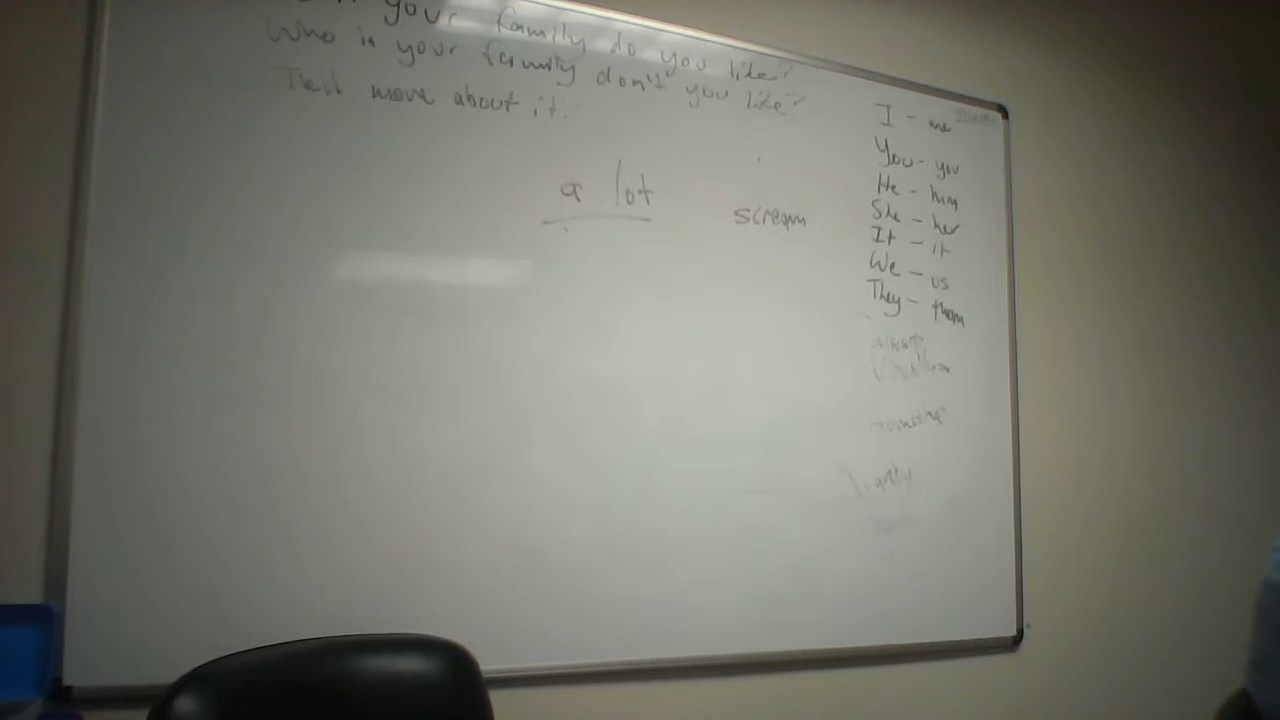 your family do you like?
Who in your family don't you like?
Tell more about it.
a lot
scream
I - me
You - you
He - him
She - her
It - it
We - us
They - them